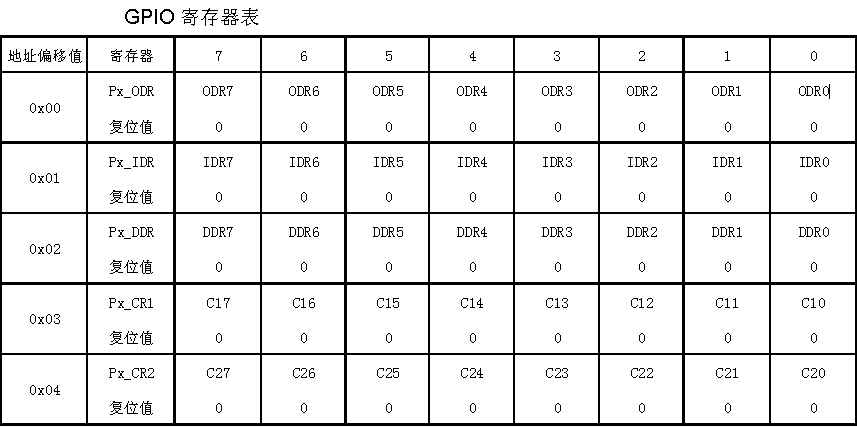 GPIO 寄存器表
地址偏移值 寄存器 7 6 5 4 3 2 1 0
0x00 Px_ODR ODR7 ODR6 ODR5 ODR4 ODR3 ODR2 ODR1 ODR0
复位值 0 0 0 0 0 0 0 0
0x01 Px_IDR IDR7 IDR6 IDR5 IDR4 IDR3 IDR2 IDR1 IDR0
复位值 0 0 0 0 0 0 0 0
0x02 Px_DDR DDR7 DDR6 DDR5 DDR4 DDR3 DDR2 DDR1 DDR0
复位值 0 0 0 0 0 0 0 0
0x03 Px_CR1 C17 C16 C15 C14 C13 C12 C11 C10
复位值 0 0 0 0 0 0 0 0
0x04 Px_CR2 C27 C26 C25 C24 C23 C22 C21 C20
复位值 0 0 0 0 0 0 0 0